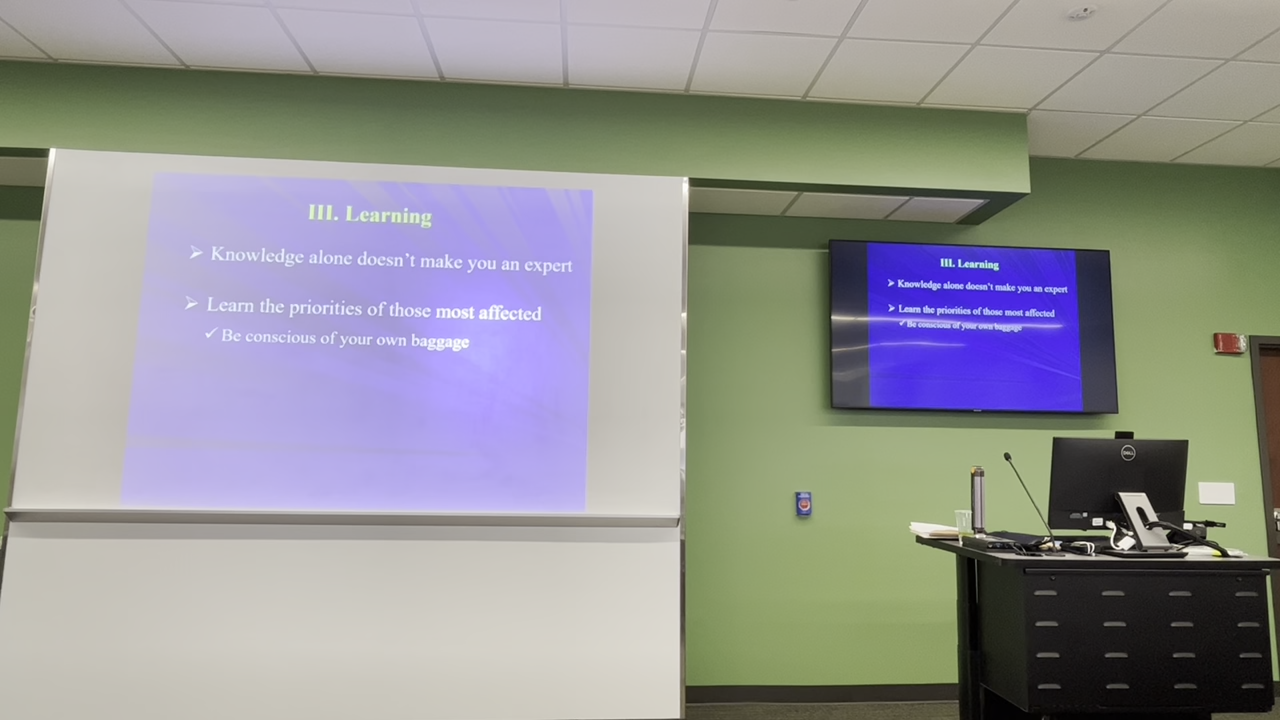 III. Learning
➢ Knowledge alone doesn't make you an expert
➢ Learn the priorities of those most affected
✓ Be conscious of your own baggage
III. Learning
➢ Knowledge alone doesn't make you an expert
➢ Learn the priorities of those most affected
✓ Be conscious of your own baggage
DELL